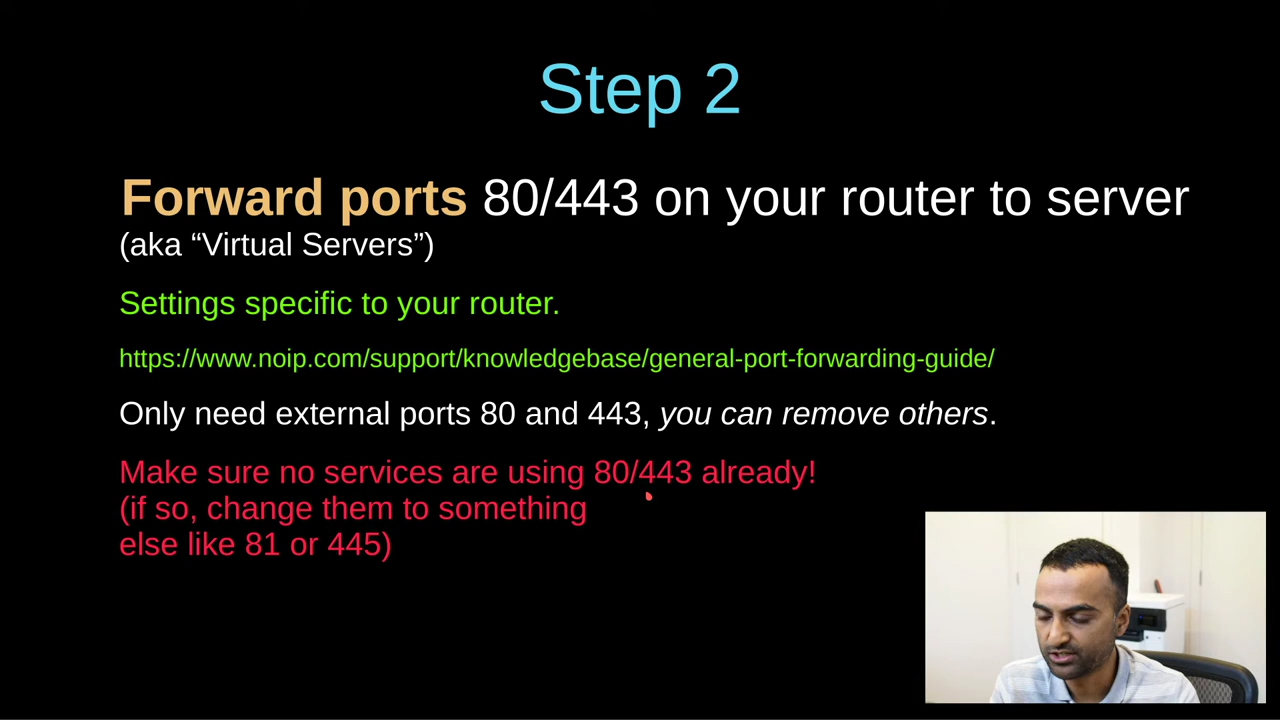 Step 2
Forward ports 80/443 on your router to server
(aka “Virtual Servers”)
Settings specific to your router.
https://www.noip.com/support/knowledgebase/general-port-forwarding-guide/
Only need external ports 80 and 443, you can remove others.
Make sure no services are using 80/443 already!
(if so, change them to something
else like 81 or 445)